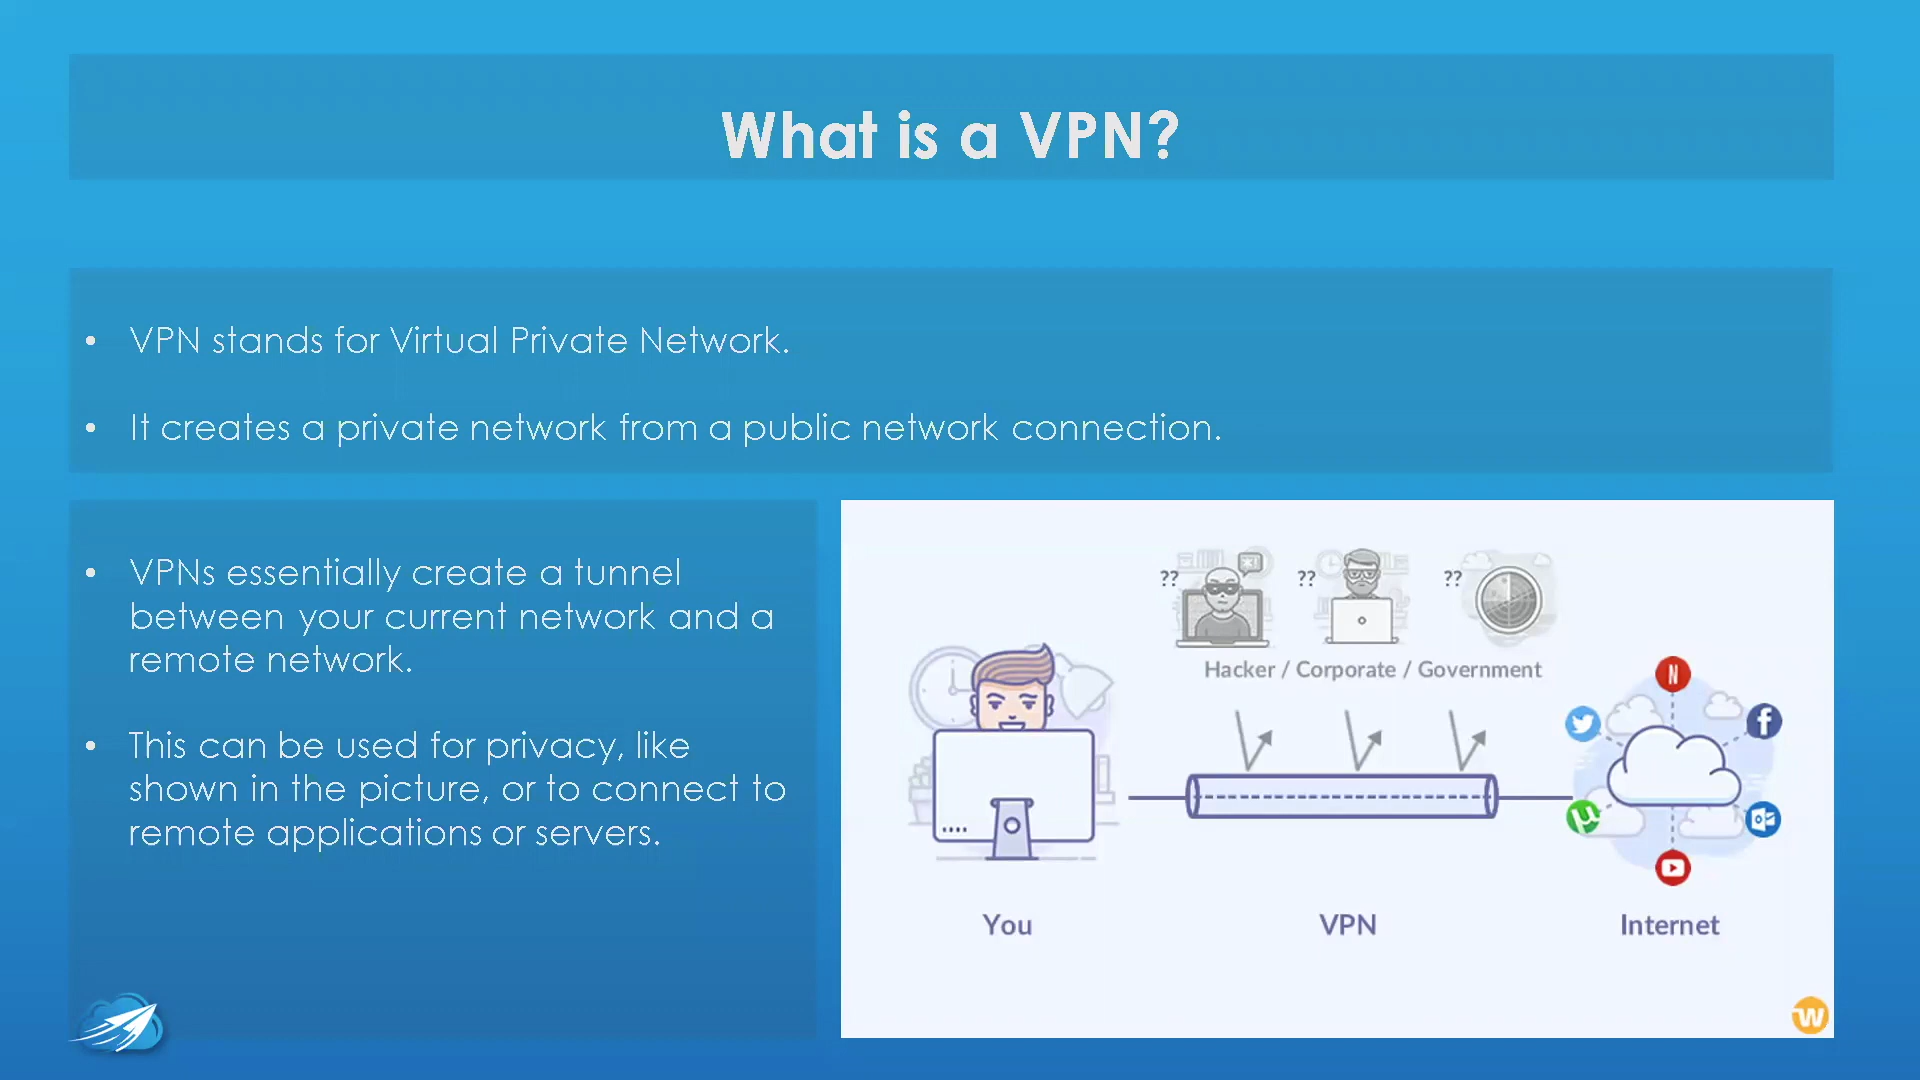 What is a VPN?
• VPN stands for Virtual Private Network.
• It creates a private network from a public network connection.
• VPNs essentially create a tunnel
between your current network and a
remote network.
• This can be used for privacy, like
shown in the picture, or to connect to
remote applications or servers.
?? ?? ??
Hacker / Corporate / Government
N
f
You VPN Internet
W